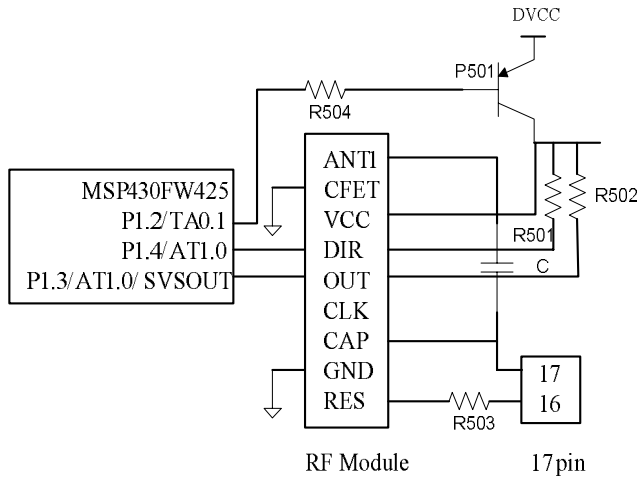 DVCC
P501
R504
ANT1
MSP430FW425
CFET
R502
P1.2/TA0.1
VCC
R501
P1.4/AT1.0
DIR
P1.3/AT1.0/ SVSOUT
OUT
C
CLK
CAP
GND
17
RES
16
R503
RF Module
17pin